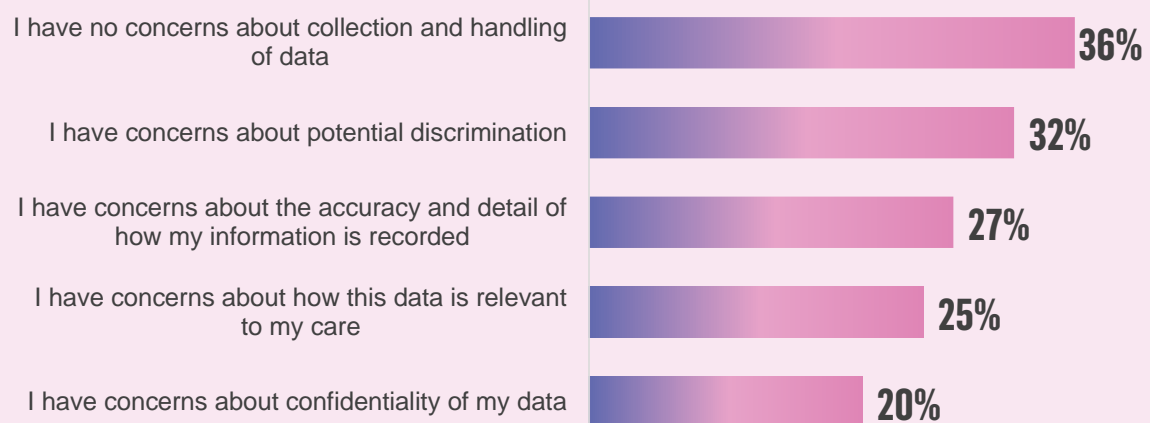 I have no concerns about collection and handling
of data
36%
I have concerns about potential discrimination
32%
I have concerns about the accuracy and detail of
how my information is recorded
27%
I have concerns about how this data is relevant
to my care
25%
I have concerns about confidentiality of my data
20%